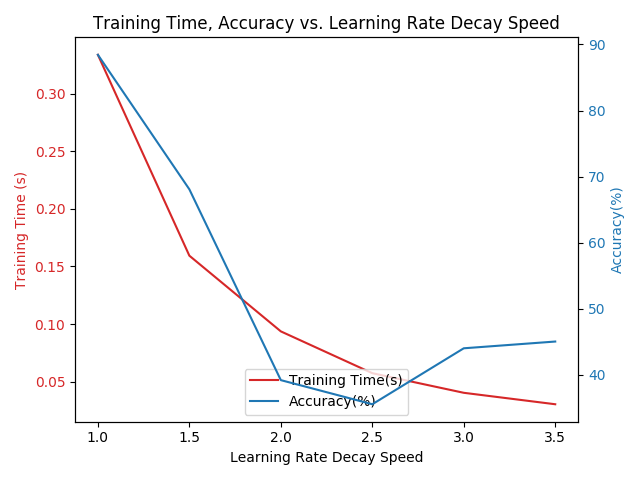 Training Time, Accuracy vs. Learning Rate Decay Speed
Training Time (s)
0.30
0.25
0.20
0.15
0.10
0.05
90
80
70
60
50
40
Accuracy(%)
Training Time(s)
Accuracy(%)
1.0 1.5 2.0 2.5 3.0 3.5
Learning Rate Decay Speed